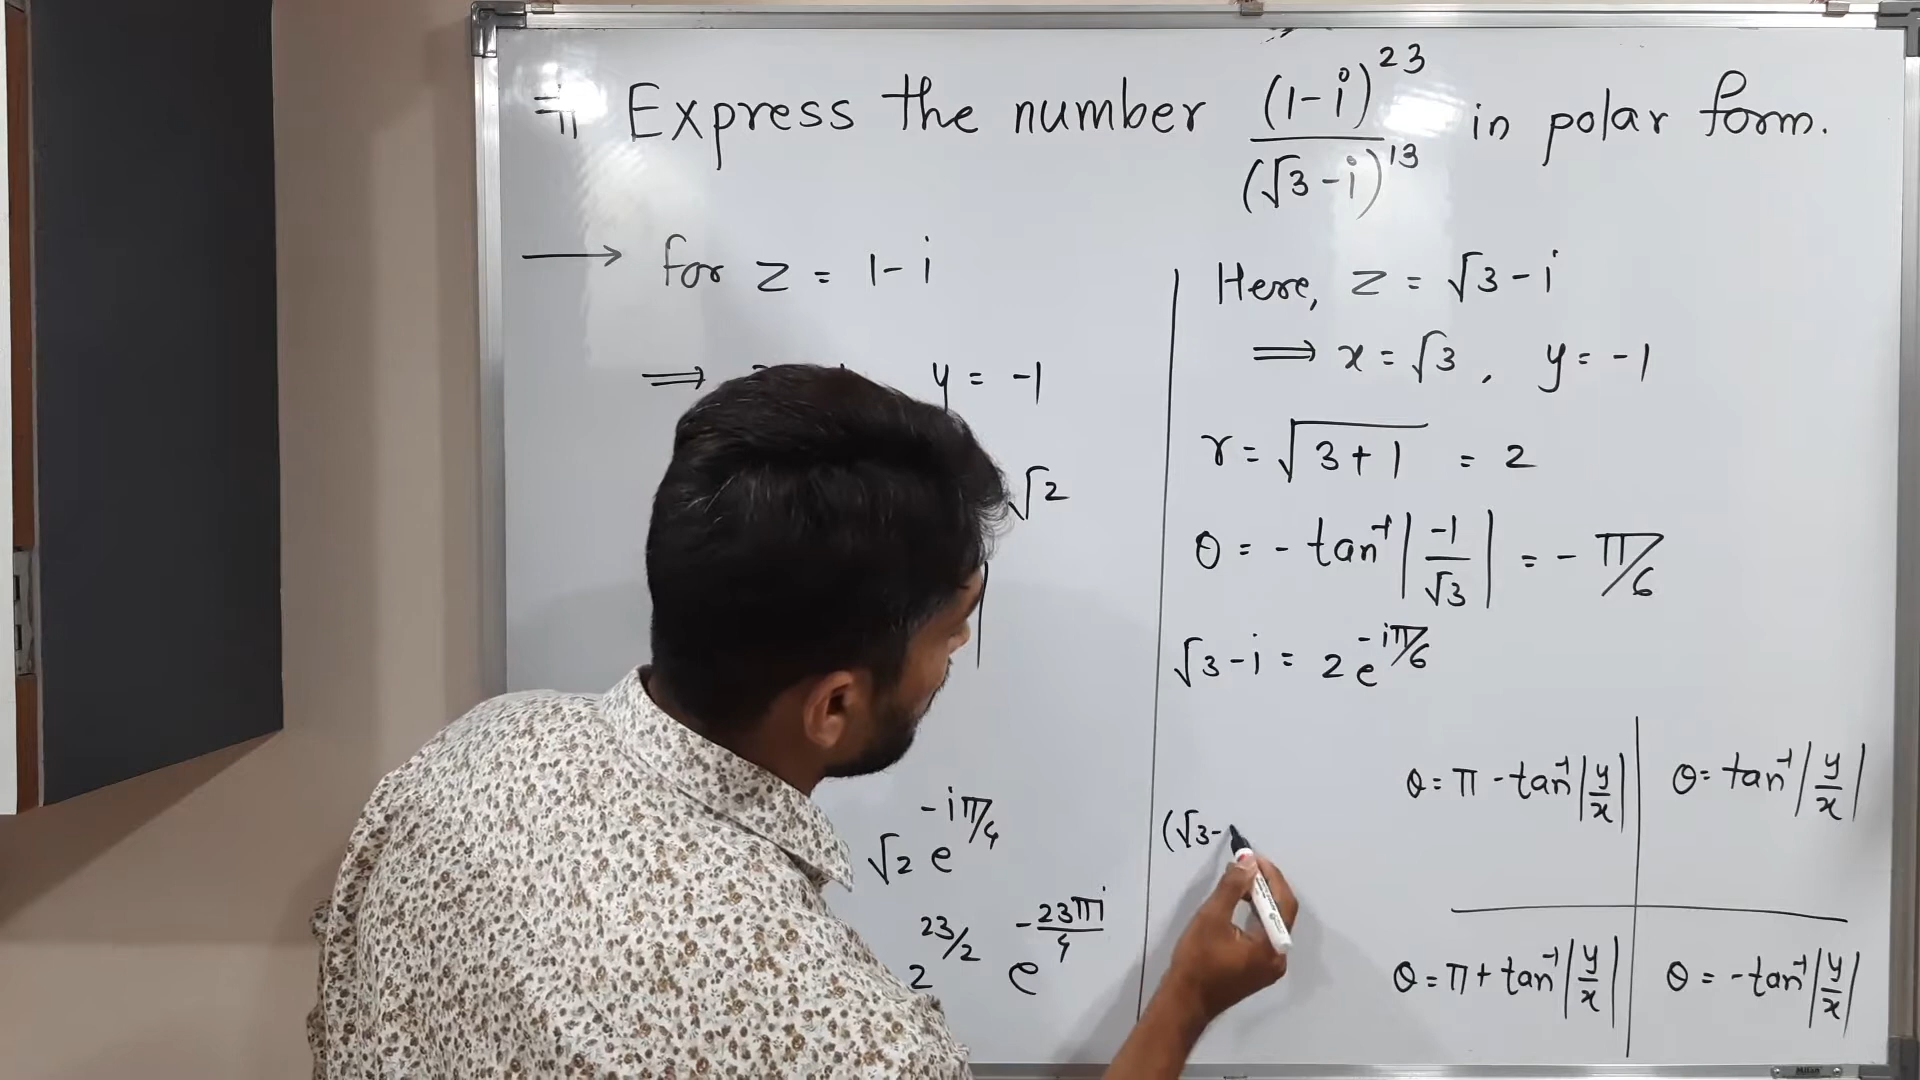 ⇒ Express the number (1-i)^23 / (√3-i)^13 in polar form.
⟶ for z = 1-i
⟹ y = -1
√2
√2 e^(-iπ/4)
2^(23/2) e^(-23πi/4)
Here, z = √3 - i
⟹ x = √3 , y = -1
r = √(3+1) = 2
θ = - tan⁻¹ |-1/√3| = - π/6
√3 - i = 2 e^(-iπ/6)
(√3-
θ = π - tan⁻¹ |y/x| θ = tan⁻¹ |y/x|
θ = π + tan⁻¹ |y/x| θ = - tan⁻¹ |y/x|
Milan